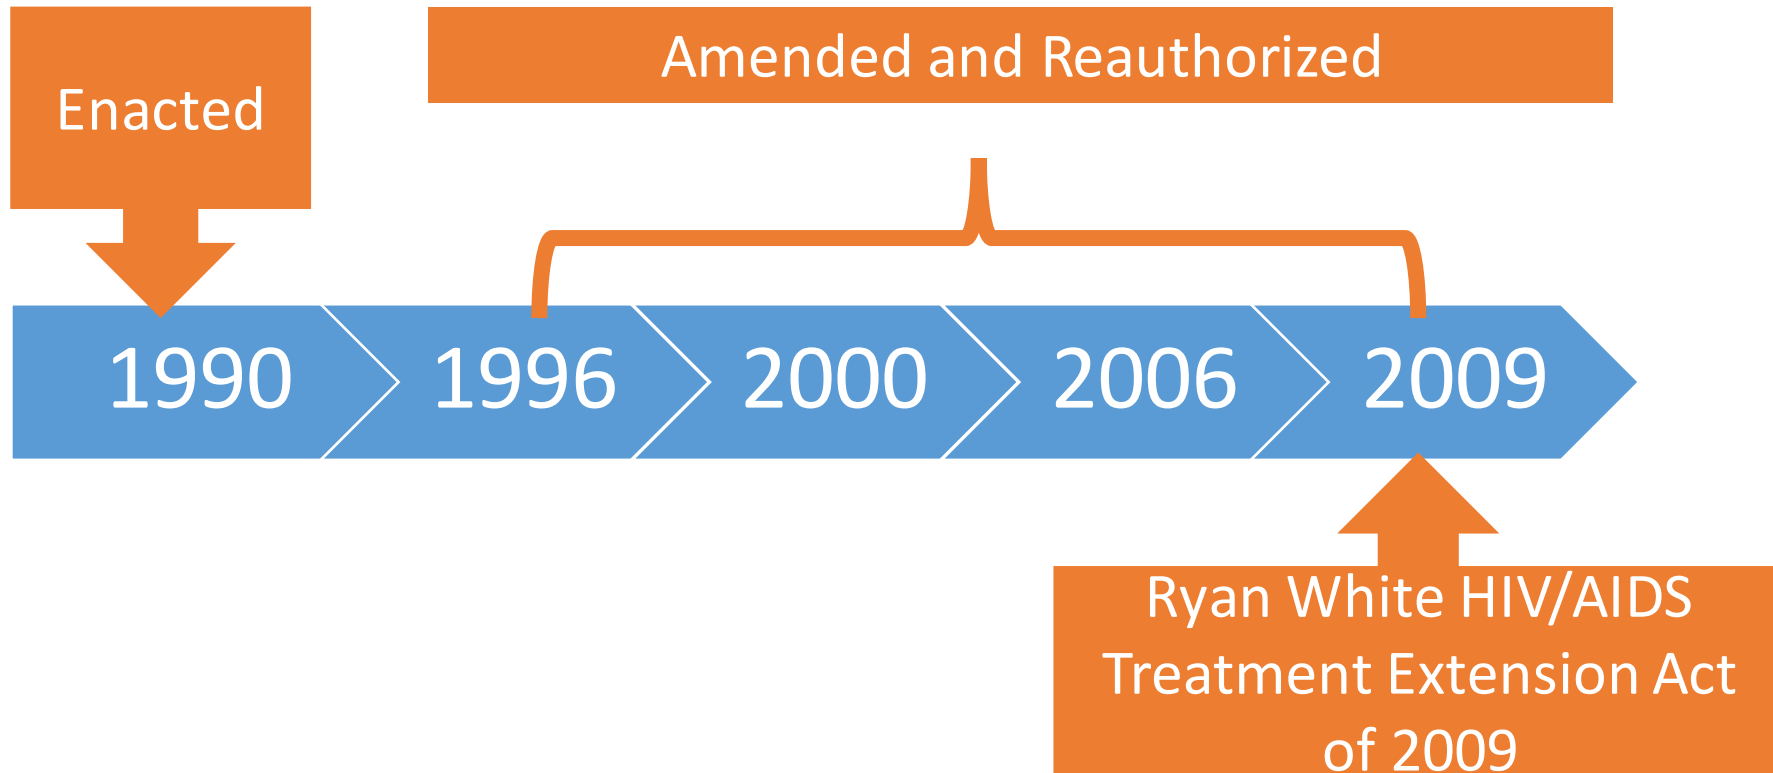 Enacted
Amended and Reauthorized
1990
1996
2000
2006
2009
Ryan White HIV/AIDS
Treatment Extension Act
of 2009